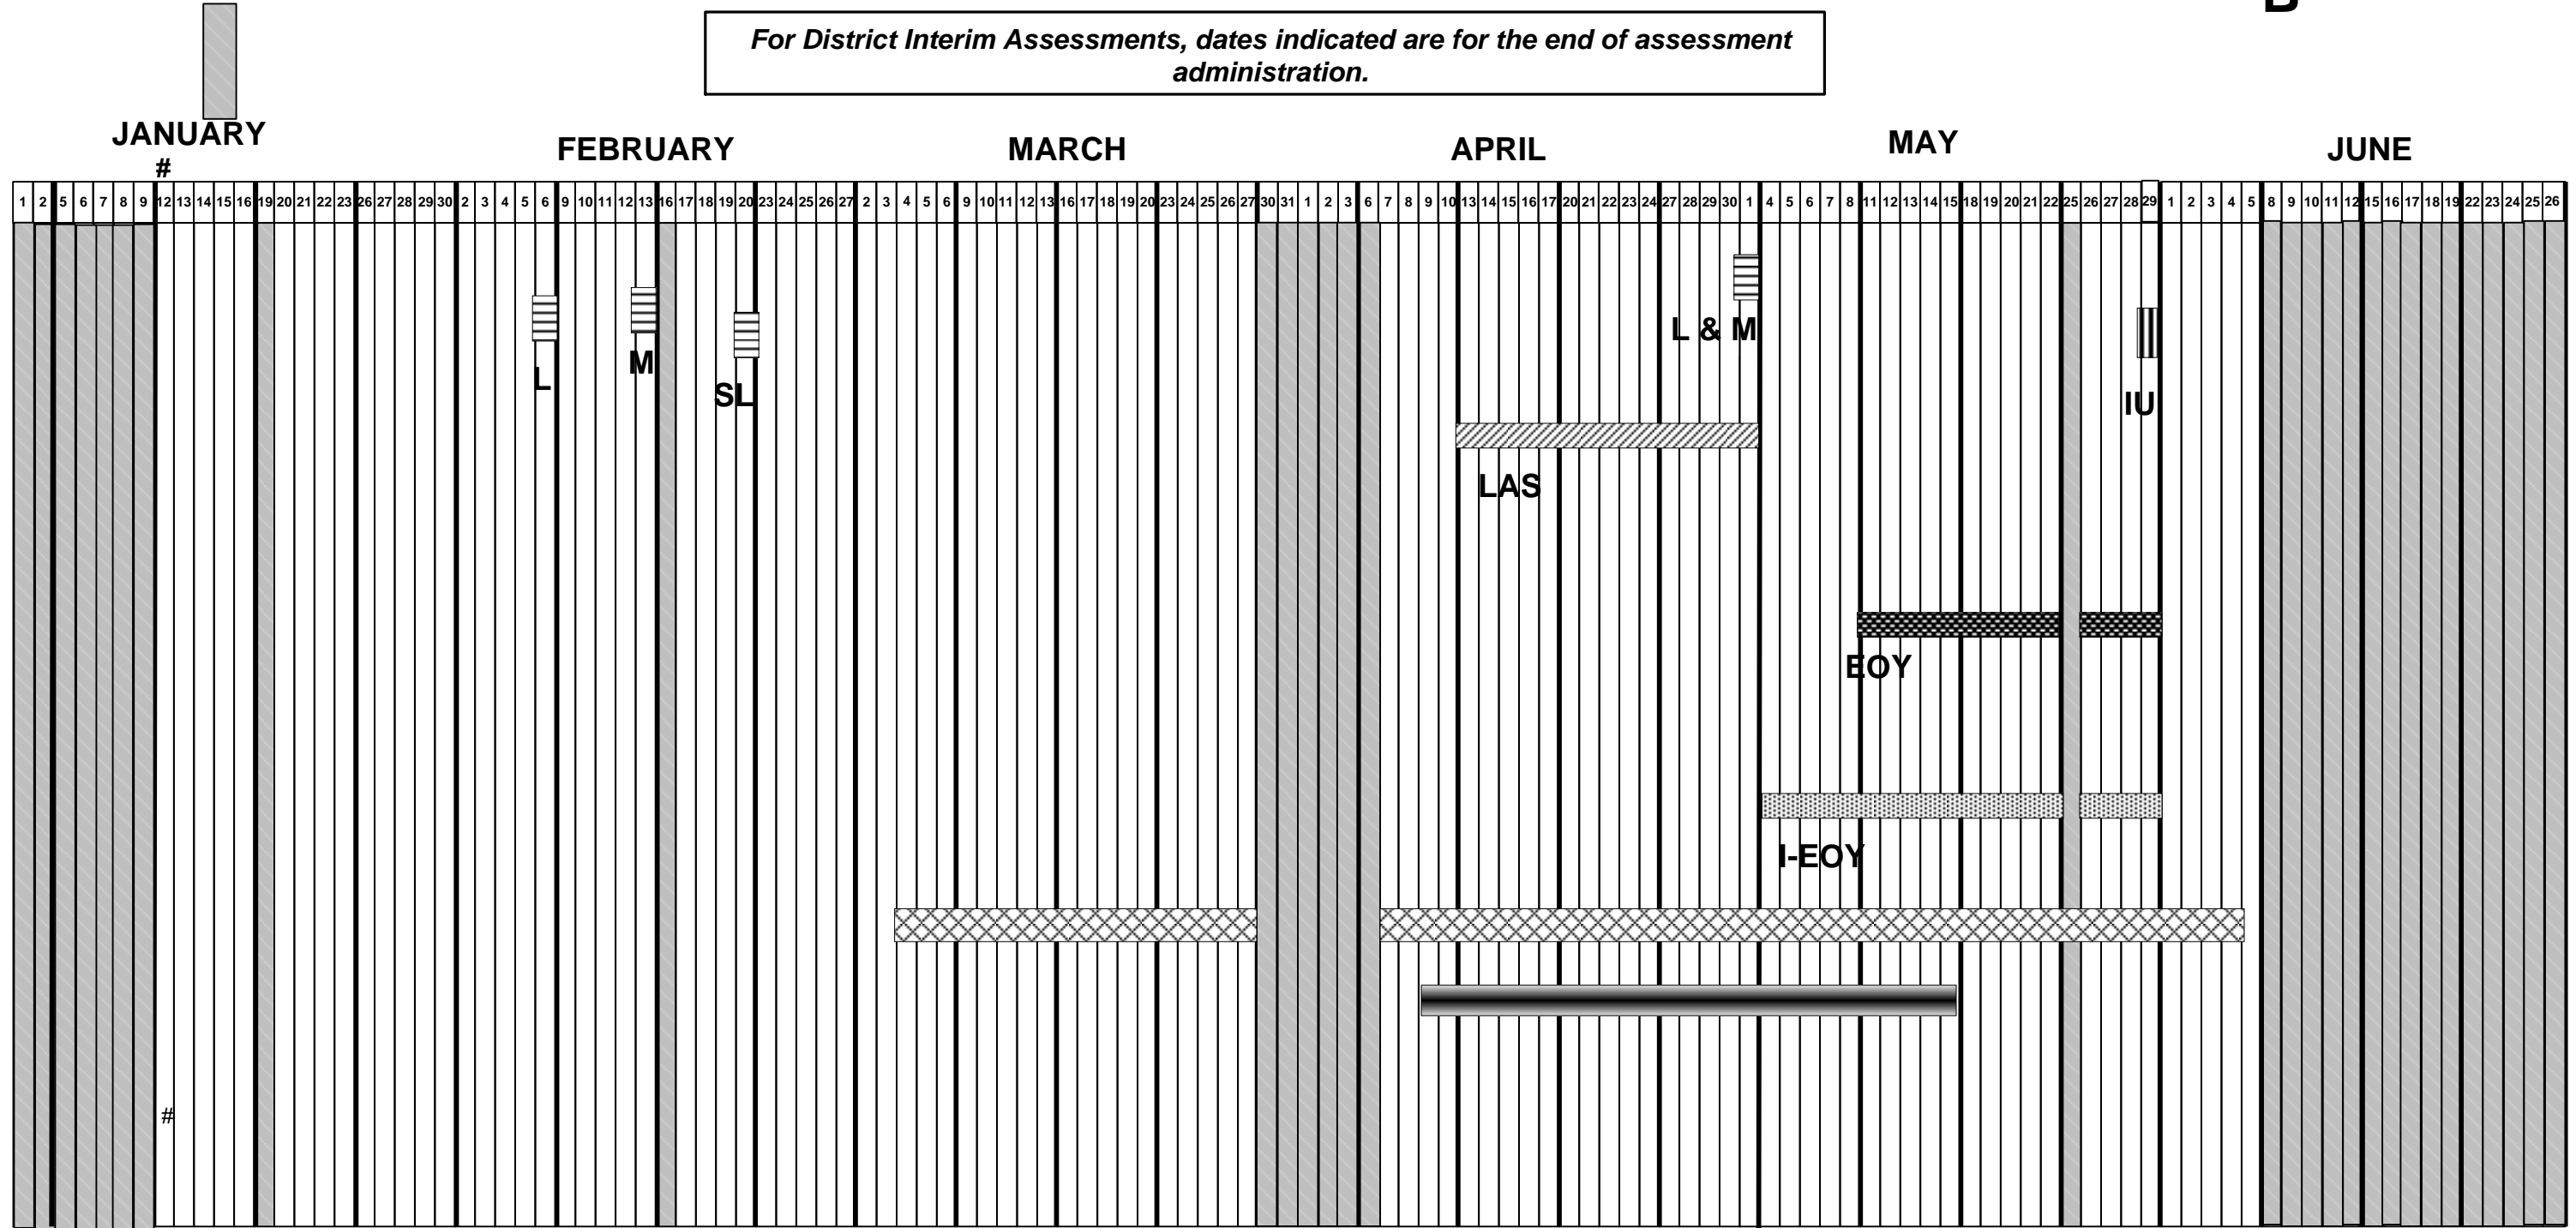 B
For District Interim Assessments, dates indicated are for the end of assessment
administration.
JANUARY
FEBRUARY
MARCH
APRIL
MAY
JUNE
#
1 2 5 6 7 8 9 12 13 14 15 16 19 20 21 22 23 26 27 28 29 30 2 3 4 5 6 9 10 11 12 13 16 17 18 19 20 23 24 25 26 27 2 3 4 5 6 9 10 11 12 13 16 17 18 19 20 23 24 25 26 27 30 31 1 2 3 6 7 8 9 10 13 14 15 16 17 20 21 22 23 24 27 28 29 30 1 4 5 6 7 8 11 12 13 14 15 18 19 20 21 22 25 26 27 28 29 1 2 3 4 5 8 9 10 11 12 15 16 17 18 19 22 23 24 25 26
L & M
M
L
SL
IU
LAS
EOY
I-EOY
#